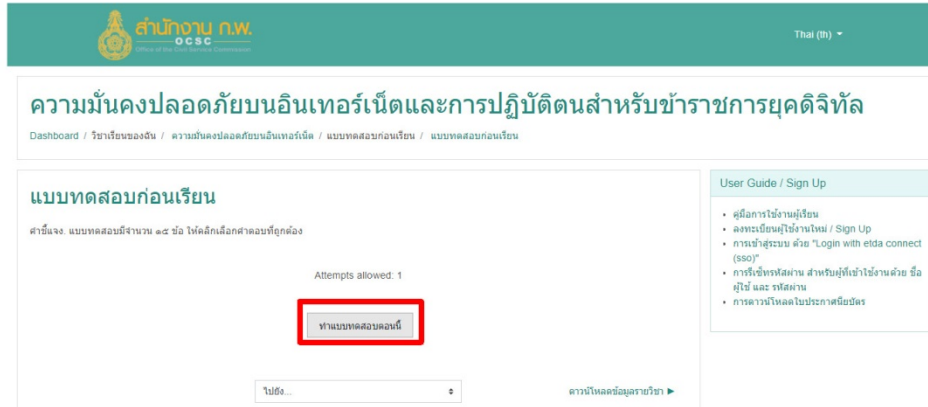 สำนักงาน ก.พ.
OCSC
Office of the Civil Service Commission
Thai (th)
ความมั่นคงปลอดภัยบนอินเทอร์เน็ตและการปฏิบัติตนสำหรับข้าราชการยุคดิจิทัล
Dashboard / วิชาเรียนของฉัน / ความมั่นคงปลอดภัยบนอินเทอร์เน็ต / แบบทดสอบก่อนเรียน / แบบทดสอบก่อนเรียน
แบบทดสอบก่อนเรียน
คำชี้แจง. แบบทดสอบมีจำนวน ๑๕ ข้อ ให้คลิกเลือกคำตอบที่ถูกต้อง
Attempts allowed: 1
ทำแบบทดสอบตอนนี้
ไปยัง...
ดาวน์โหลดข้อมูลรายวิชา ►
User Guide / Sign Up
คู่มือการใช้งานผู้เรียน
ลงทะเบียนผู้ใช้งานใหม่ / Sign Up
การเข้าสู่ระบบ ด้วย "Login with etda connect
(sso)"
การรีเซ็ทรหัสผ่าน สำหรับผู้ที่เข้าใช้งานด้วย ชื่อ
ผู้ใช้ และ รหัสผ่าน
การดาวน์โหลดใบประกาศนียบัตร